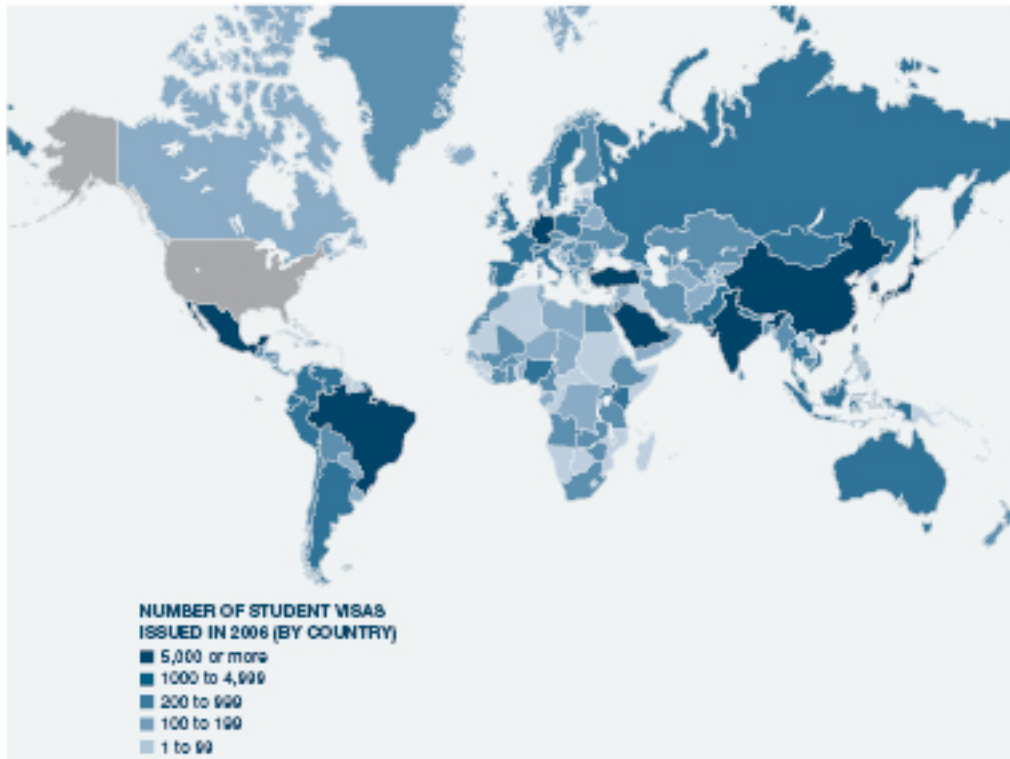 NUMBER OF STUDENT VISAS
ISSUED IN 2006 (BY COUNTRY)
5,000 or more
1000 to 4,999
200 to 999
100 to 199
1 to 99